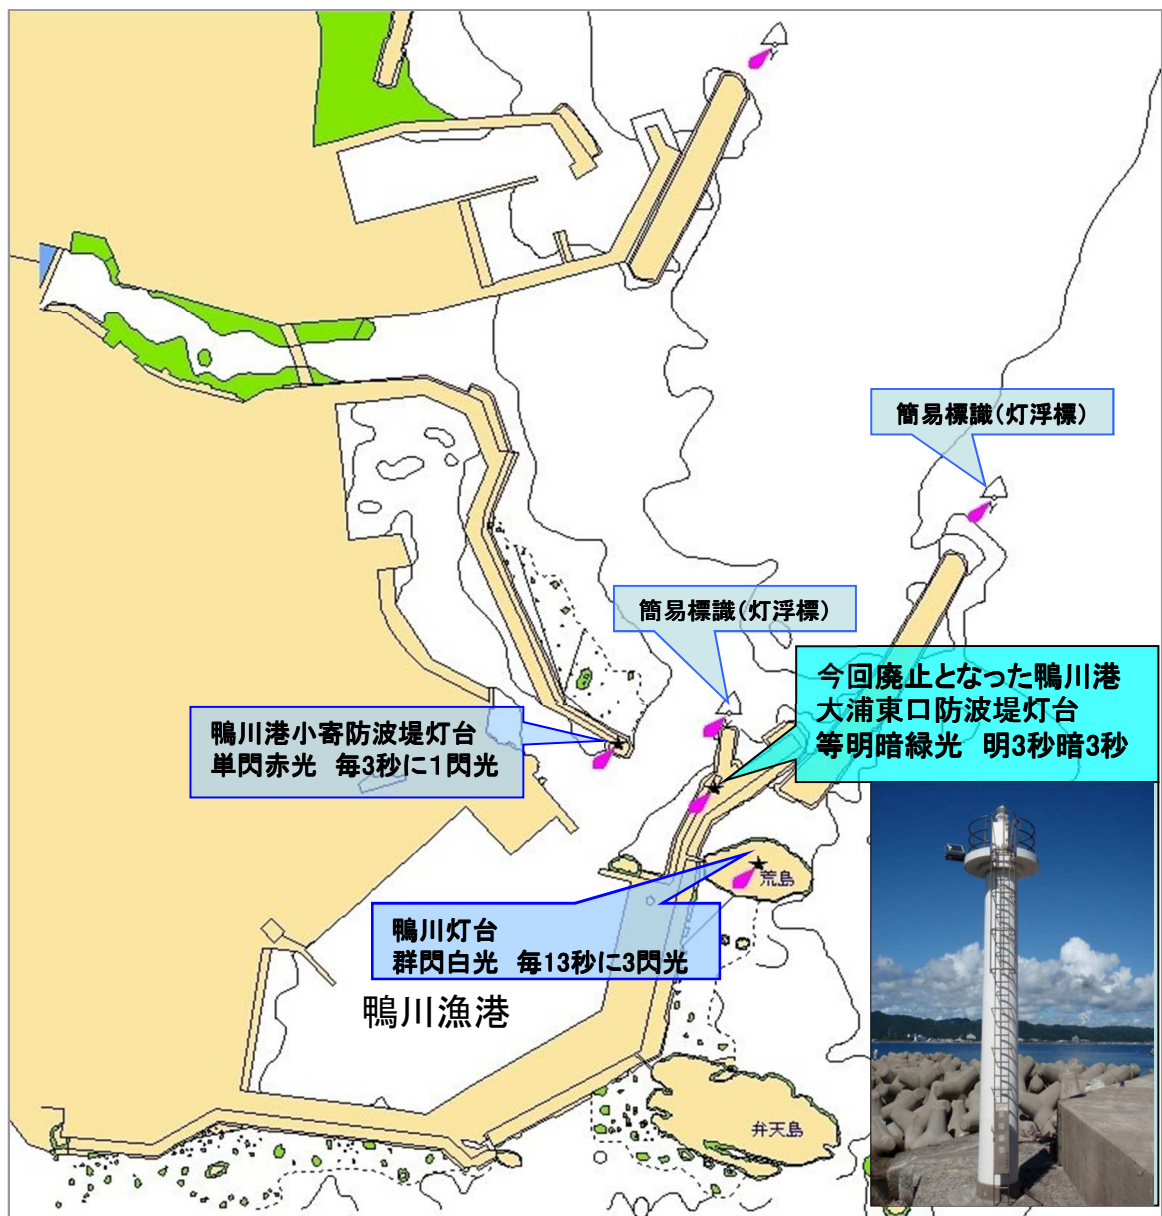 簡易標識(灯浮標)
簡易標識(灯浮標)
今回廃止となった鴨川港
大浦東口防波堤灯台
等明暗緑光 明3秒暗3秒
鴨川港小寄防波堤灯台
単閃赤光 毎3秒に1閃光
荒島
鴨川灯台
群閃白光 毎13秒に3閃光
鴨川漁港
弁天島